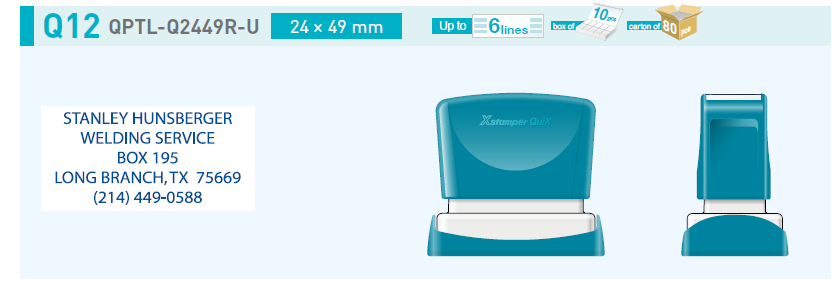 Q12 QPTL-Q2449R-U 24 × 49 mm Up to 6 lines box of 10 pcs carton of 80 pcs
Xstamper QuiX
STANLEY HUNSBERGER
WELDING SERVICE
BOX 195
LONG BRANCH, TX 75669
(214) 449-0588